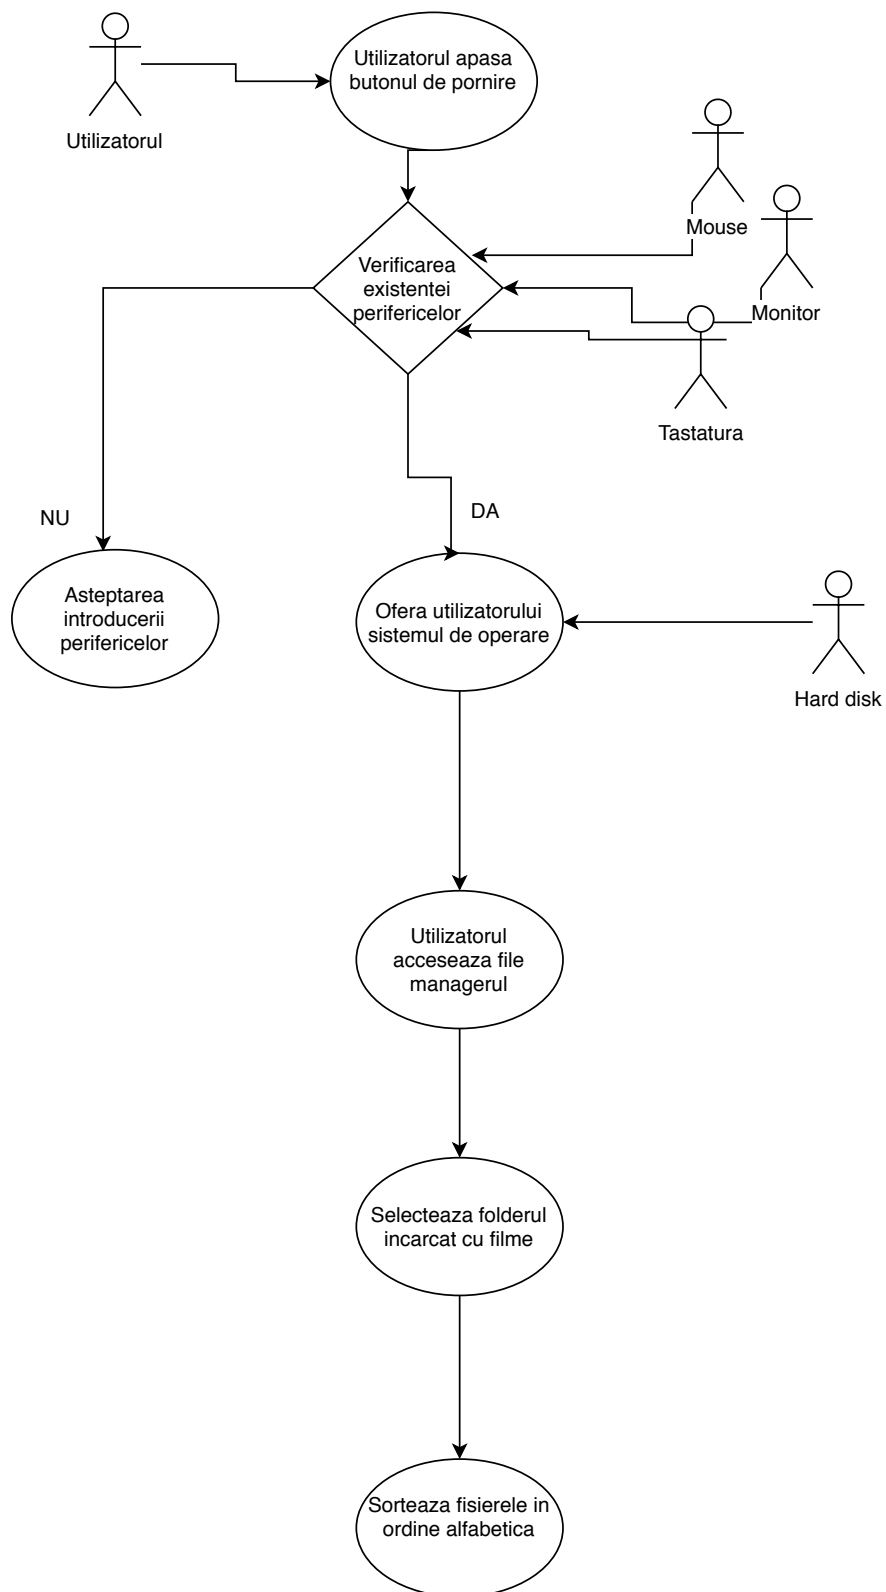 Utilizatorul apasa
butonul de pornire
Utilizatorul
Mouse
Verificarea
existentei
perifericelor
Monitor
Tastatura
NU
DA
Asteptarea
introducerii
perifericelor
Ofera utilizatorului
sistemul de operare
Hard disk
Utilizatorul
acceseaza file
managerul
Selecteaza folderul
incarcat cu filme
Sorteaza fisierele in
ordine alfabetica